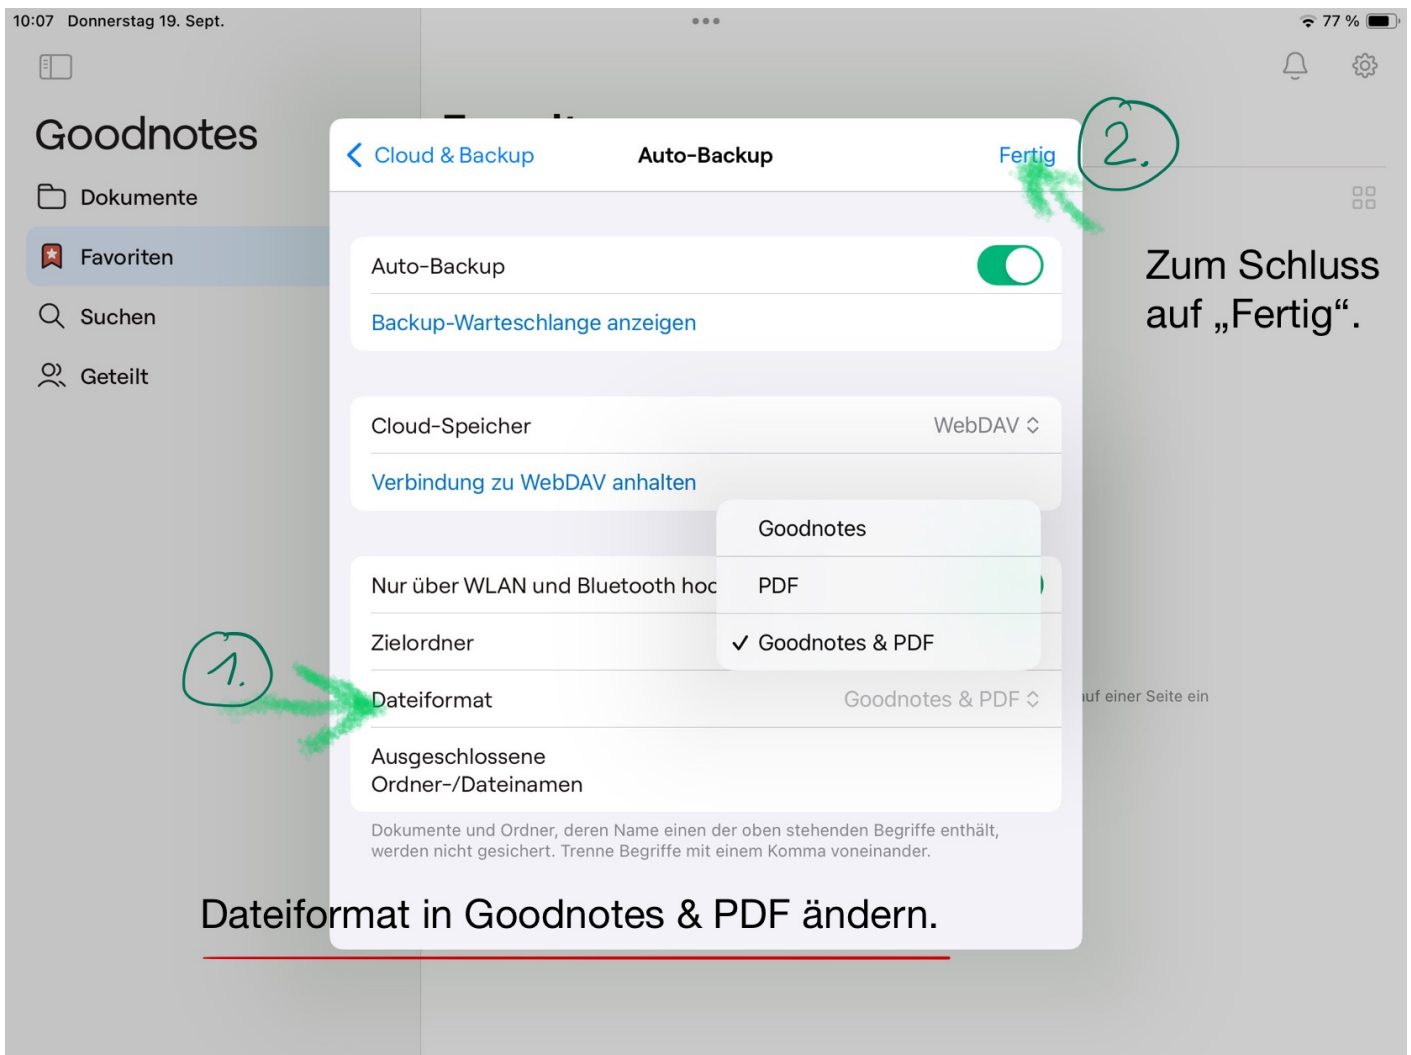 10:07 Donnerstag 19. Sept.
77 %
Goodnotes
Dokumente
Favoriten
Suchen
Geteilt
Cloud & Backup
Auto-Backup
Fertig
2.
Auto-Backup
Backup-Warteschlange anzeigen
Zum Schluss
auf „Fertig“.
Cloud-Speicher
WebDAV
Verbindung zu WebDAV anhalten
Goodnotes
PDF
Goodnotes & PDF
Nur über WLAN und Bluetooth
Zielordner
1.
Dateiformat
Goodnotes & PDF
auf einer Seite ein
Ausgeschlossene
Ordner-/Dateinamen
Dokumente und Ordner, deren Name einen der oben stehenden Begriffe enthält,
werden nicht gesichert. Trenne Begriffe mit einem Komma voneinander.
Dateiformat in Goodnotes & PDF ändern.